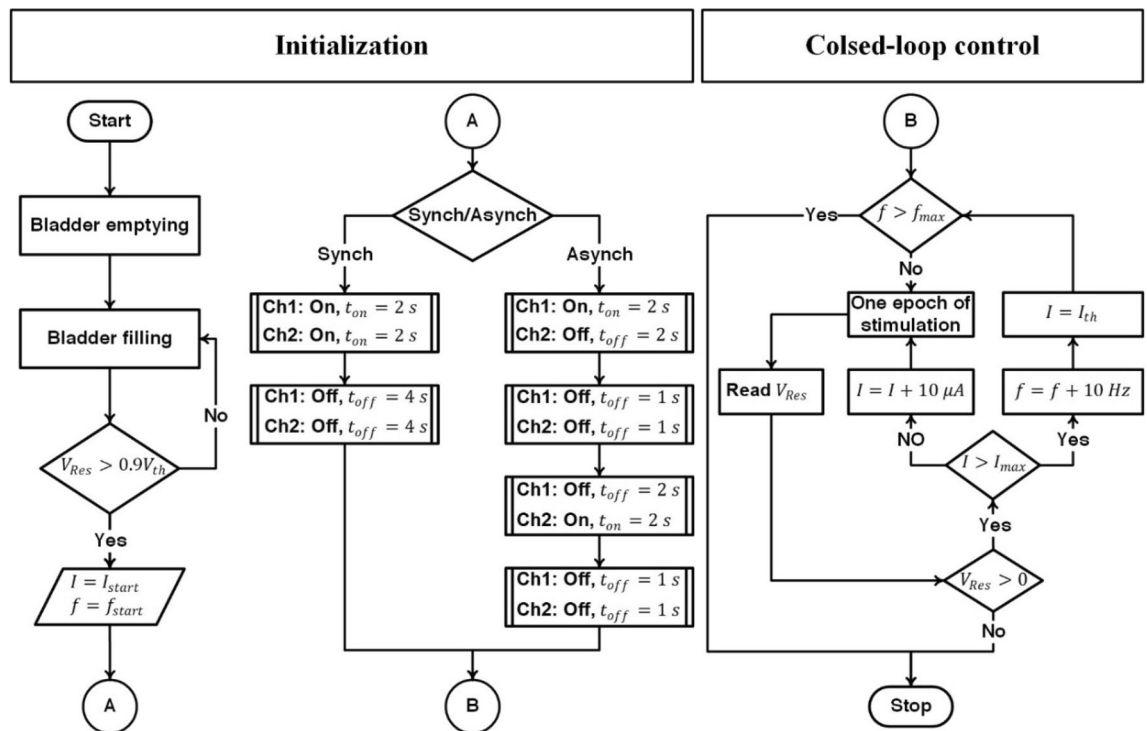 Initialization
Colsed-loop control
Start
Bladder emptying
Bladder filling
No
V_Res > 0.9V_th
Yes
I = I_start
f = f_start
A
A
Synch/Asynch
Synch
Asynch
Ch1: On, t_on = 2 s
Ch2: On, t_on = 2 s
Ch1: Off, t_off = 4 s
Ch2: Off, t_off = 4 s
Ch1: On, t_on = 2 s
Ch2: Off, t_off = 2 s
Ch1: Off, t_off = 1 s
Ch2: Off, t_off = 1 s
Ch1: Off, t_off = 2 s
Ch2: On, t_on = 2 s
Ch1: Off, t_off = 1 s
Ch2: Off, t_off = 1 s
B
B
Yes
f > f_max
No
One epoch of
stimulation
I = I_th
Read V_Res
I = I + 10 μA
f = f + 10 Hz
NO
I > I_max
Yes
Yes
V_Res > 0
No
Stop